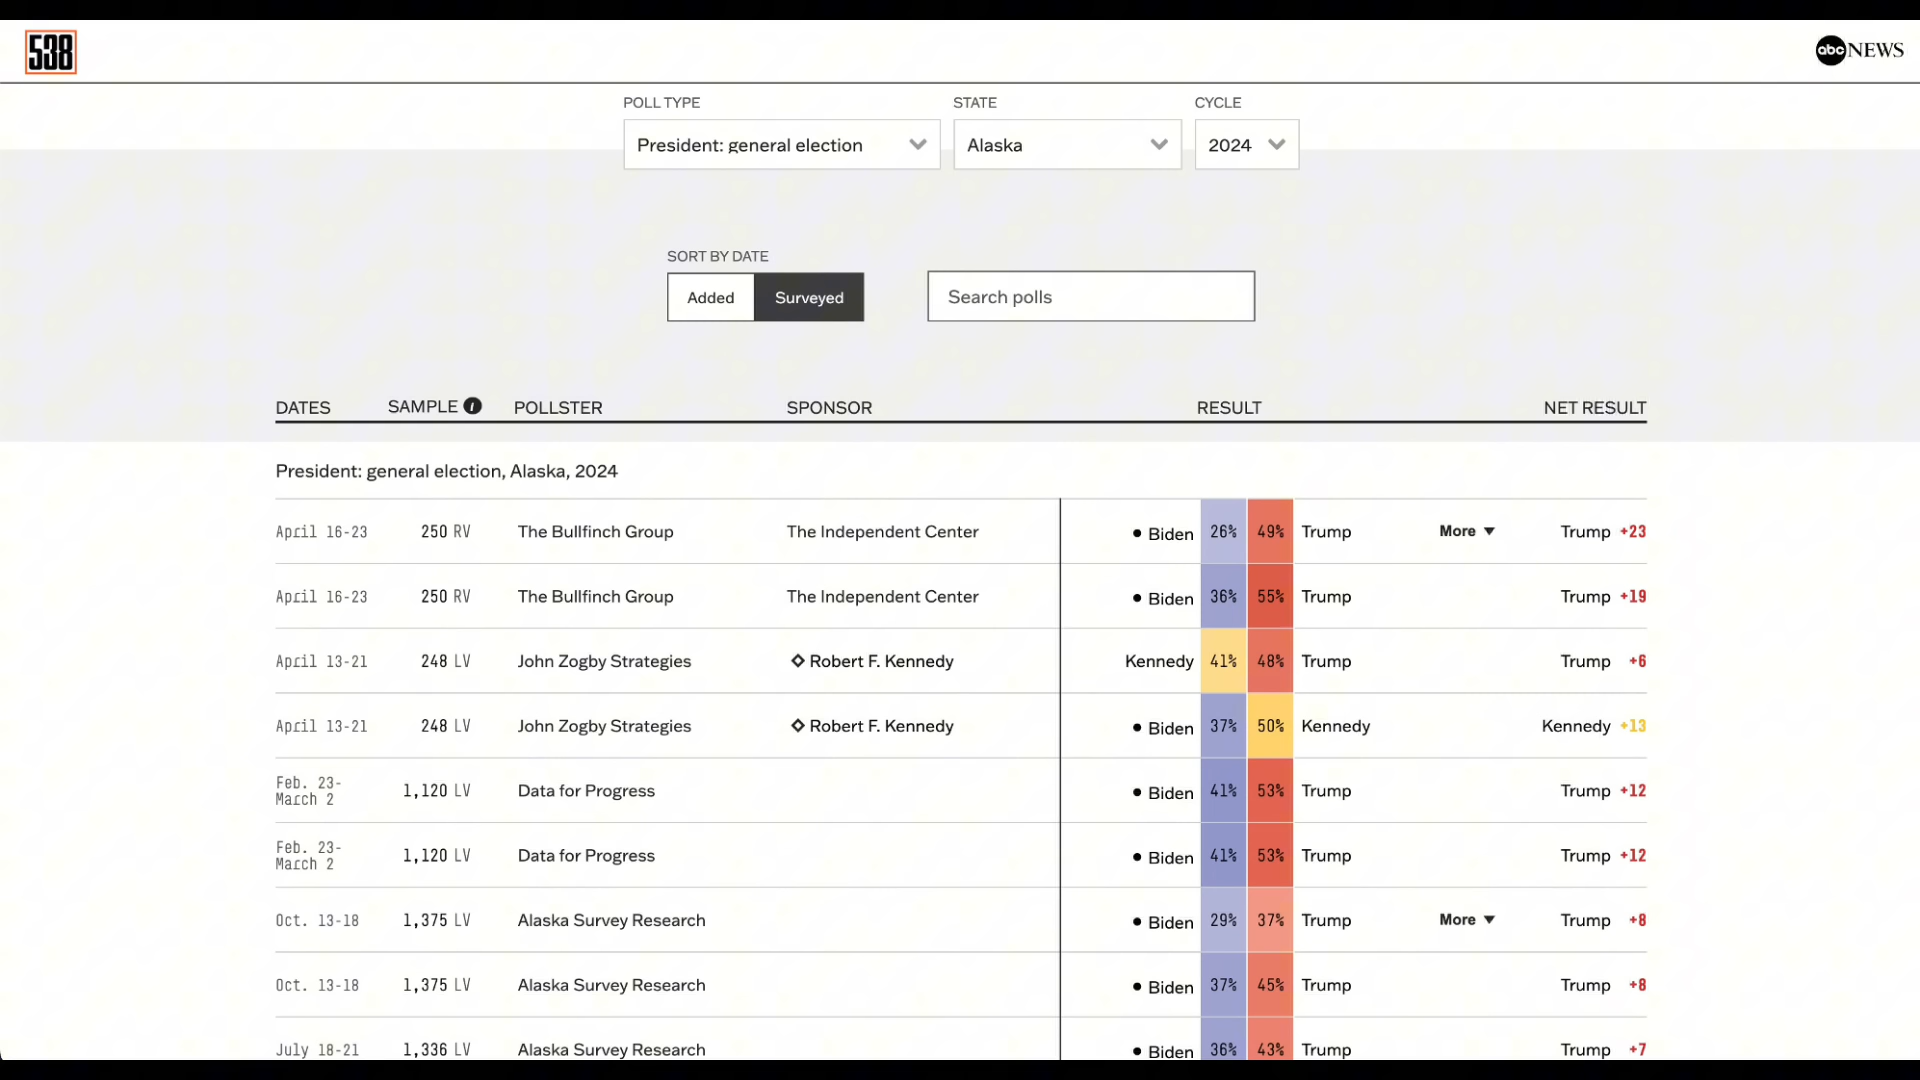 538
abc NEWS
POLL TYPE STATE CYCLE
President: general election Alaska 2024
SORT BY DATE
Added Surveyed Search polls
DATES SAMPLE i POLLSTER SPONSOR RESULT NET RESULT
President: general election, Alaska, 2024
April 16-23 250 RV The Bullfinch Group The Independent Center Biden 26% 49% Trump More Trump +23
April 16-23 250 RV The Bullfinch Group The Independent Center Biden 36% 55% Trump Trump +19
April 13-21 248 LV John Zogby Strategies Robert F. Kennedy Kennedy 41% 48% Trump Trump +6
April 13-21 248 LV John Zogby Strategies Robert F. Kennedy Biden 37% 50% Kennedy Kennedy +13
Feb. 23-
March 2 1,120 LV Data for Progress Biden 41% 53% Trump Trump +12
Feb. 23-
March 2 1,120 LV Data for Progress Biden 41% 53% Trump Trump +12
Oct. 13-18 1,375 LV Alaska Survey Research Biden 29% 37% Trump More Trump +8
Oct. 13-18 1,375 LV Alaska Survey Research Biden 37% 45% Trump Trump +8
July 18-21 1,336 LV Alaska Survey Research Biden 36% 43% Trump Trump +7